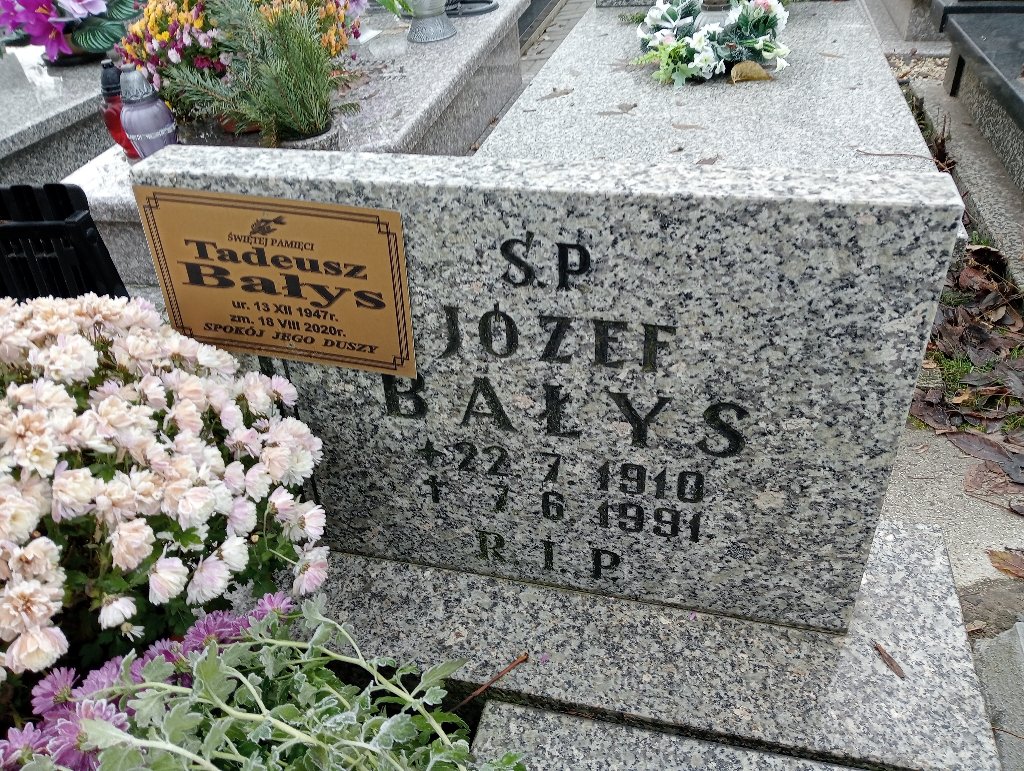 ŚWIĘTEJ PAMIĘCI
Tadeusz
Bałys
ur. 13 XII 1947r.
zm. 18 VIII 2020r.
SPOKÓJ JEGO DUSZY
Ś.P
JÓZEF
BAŁYS
22 7 1910
† 7 6 1991.
R.I.P.